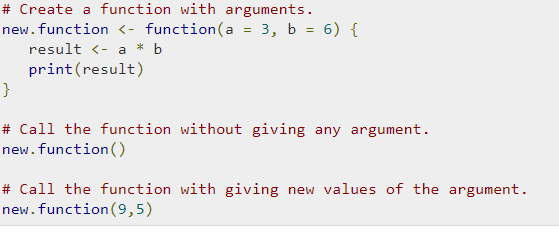 # Create a function with arguments.
new.function <- function(a = 3, b = 6) {
   result <- a * b
   print(result)
}
# Call the function without giving any argument.
new.function()
# Call the function with giving new values of the argument.
new.function(9,5)